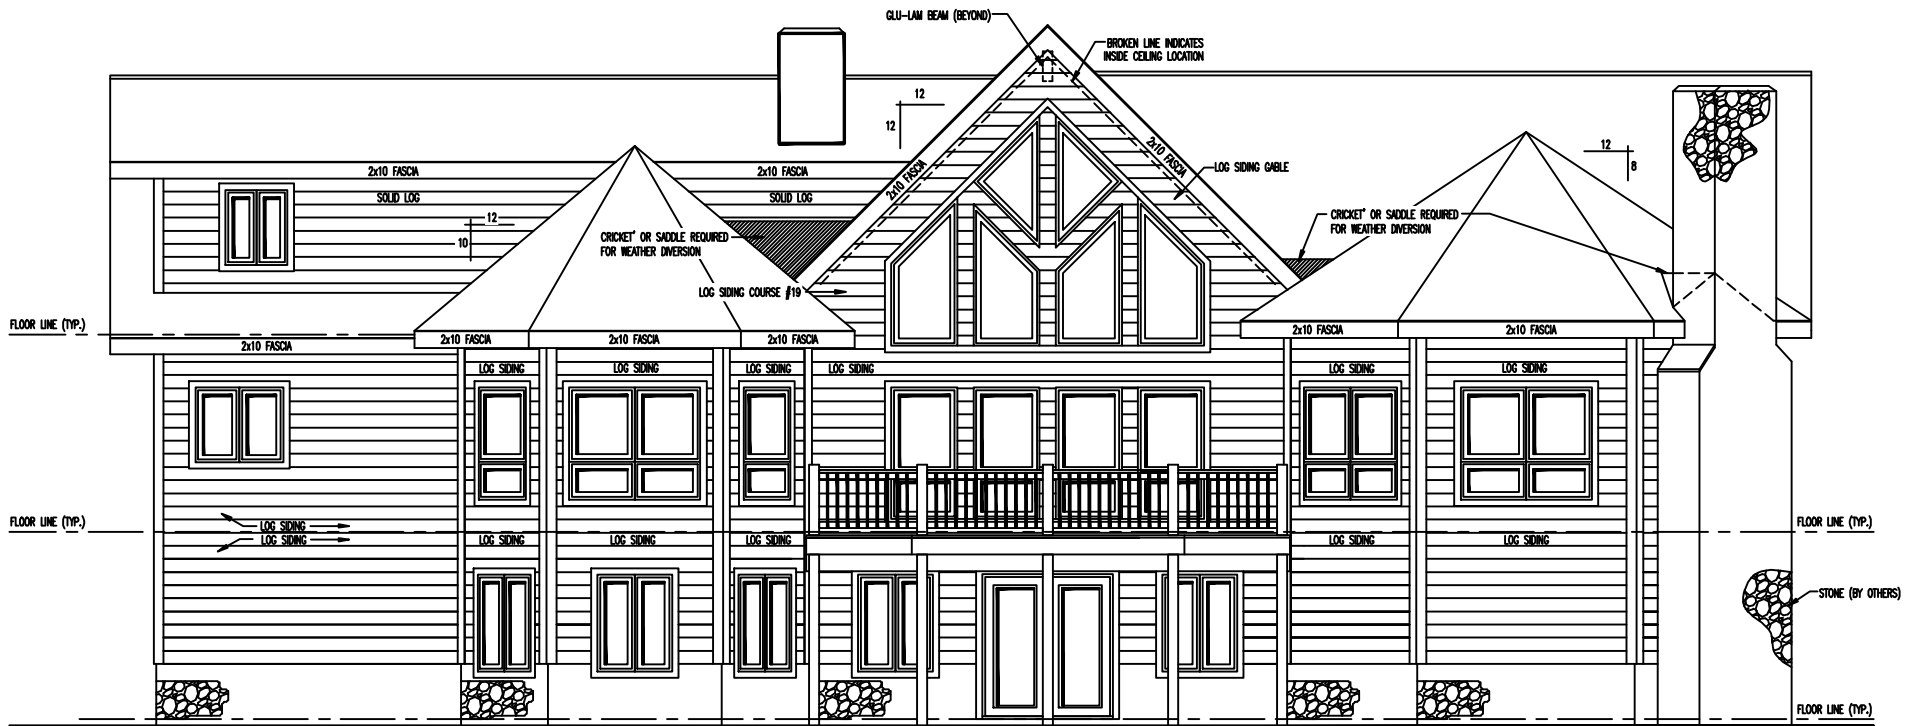 GLU-LAM BEAM (BEYOND)
BROKEN LINE INDICATES
INSIDE CEILING LOCATION
12
12
2x10 FASCIA
2x10 FASCIA
2x10 FASCIA
2x10 FASCIA
LOG SIDING GABLE
12
8
SOLID LOG
SOLID LOG
12
10
CRICKET" OR SADDLE REQUIRED
FOR WEATHER DIVERSION
CRICKET" OR SADDLE REQUIRED
FOR WEATHER DIVERSION
LOG SIDING COURSE #19
FLOOR LINE (TYP.)
2x10 FASCIA
2x10 FASCIA
2x10 FASCIA
2x10 FASCIA
2x10 FASCIA
2x10 FASCIA
LOG SIDING
LOG SIDING
LOG SIDING
LOG SIDING
LOG SIDING
LOG SIDING
FLOOR LINE (TYP.)
LOG SIDING
LOG SIDING
FLOOR LINE (TYP.)
LOG SIDING
LOG SIDING
LOG SIDING
LOG SIDING
LOG SIDING
STONE (BY OTHERS)
FLOOR LINE (TYP.)